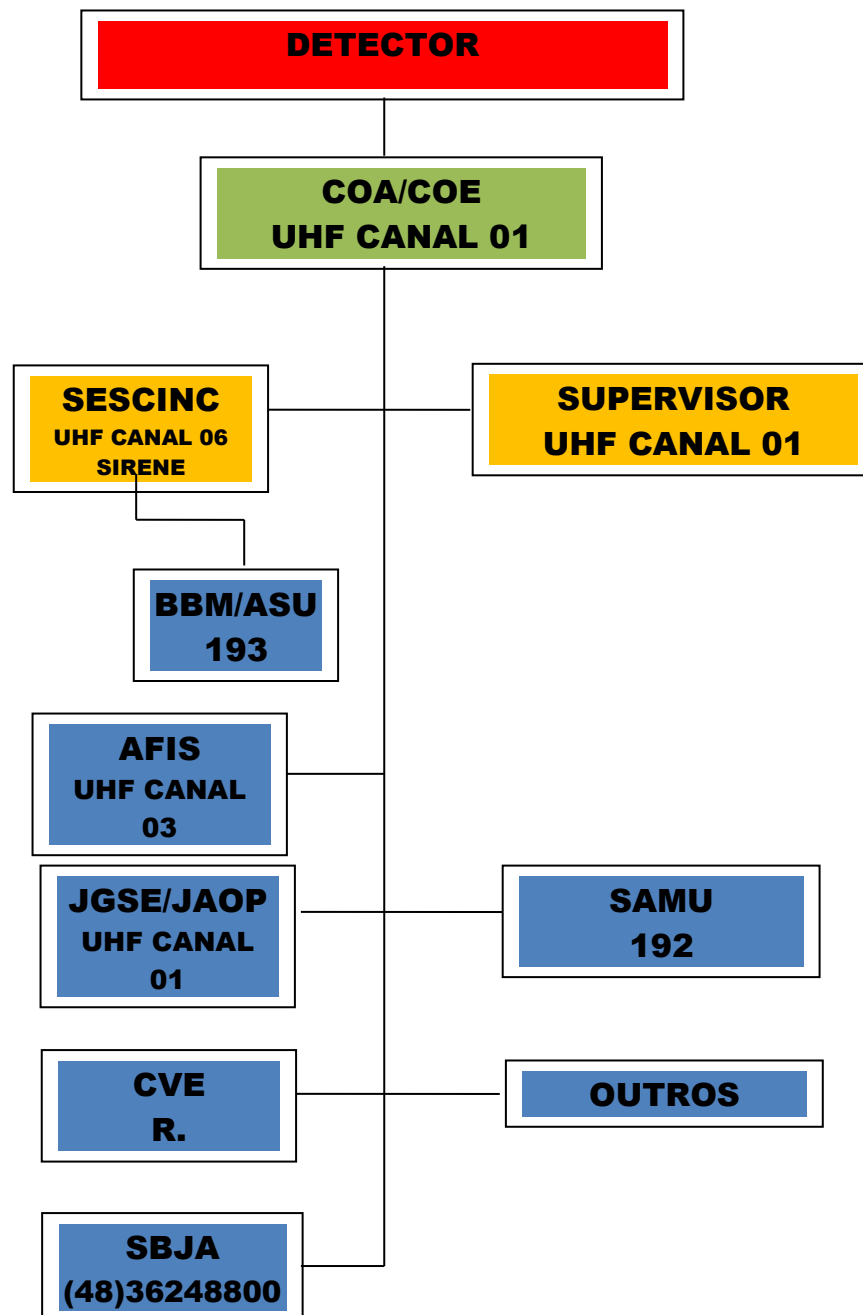 DETECTOR
COA/COE
UHF CANAL 01
SESCINC
UHF CANAL 06
SIRENE
SUPERVISOR
UHF CANAL 01
BBM/ASU
193
AFIS
UHF CANAL
03
JGSE/JAOP
UHF CANAL
01
SAMU
192
CVE
R.
OUTROS
SBJA
(48)36248800